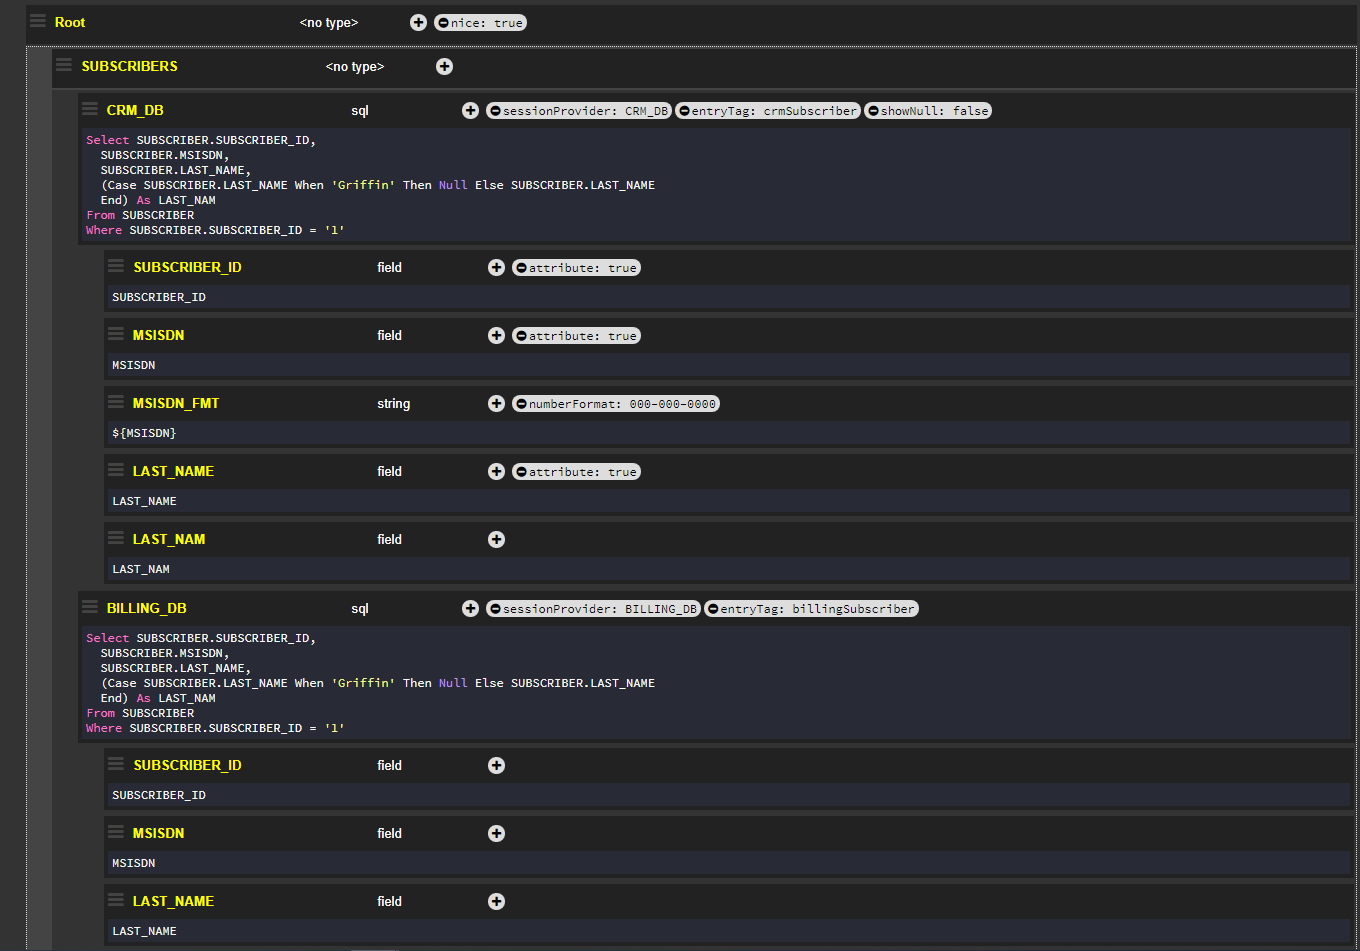 Root <no type> nice: true
SUBSCRIBERS <no type>
CRM_DB sql sessionProvider: CRM_DB entryTag: crmSubscriber showNull: false
Select SUBSCRIBER.SUBSCRIBER_ID,
SUBSCRIBER.MSISDN,
SUBSCRIBER.LAST_NAME,
(Case SUBSCRIBER.LAST_NAME When 'Griffin' Then Null Else SUBSCRIBER.LAST_NAME
End) As LAST_NAM
From SUBSCRIBER
Where SUBSCRIBER.SUBSCRIBER_ID = '1'
SUBSCRIBER_ID field attribute: true
SUBSCRIBER_ID
MSISDN field attribute: true
MSISDN
MSISDN_FMT string numberFormat: 000-000-0000
${MSISDN}
LAST_NAME field attribute: true
LAST_NAME
LAST_NAM field
LAST_NAM
BILLING_DB sql sessionProvider: BILLING_DB entryTag: billingSubscriber
Select SUBSCRIBER.SUBSCRIBER_ID,
SUBSCRIBER.MSISDN,
SUBSCRIBER.LAST_NAME,
(Case SUBSCRIBER.LAST_NAME When 'Griffin' Then Null Else SUBSCRIBER.LAST_NAME
End) As LAST_NAM
From SUBSCRIBER
Where SUBSCRIBER.SUBSCRIBER_ID = '1'
SUBSCRIBER_ID field
SUBSCRIBER_ID
MSISDN field
MSISDN
LAST_NAME field
LAST_NAME